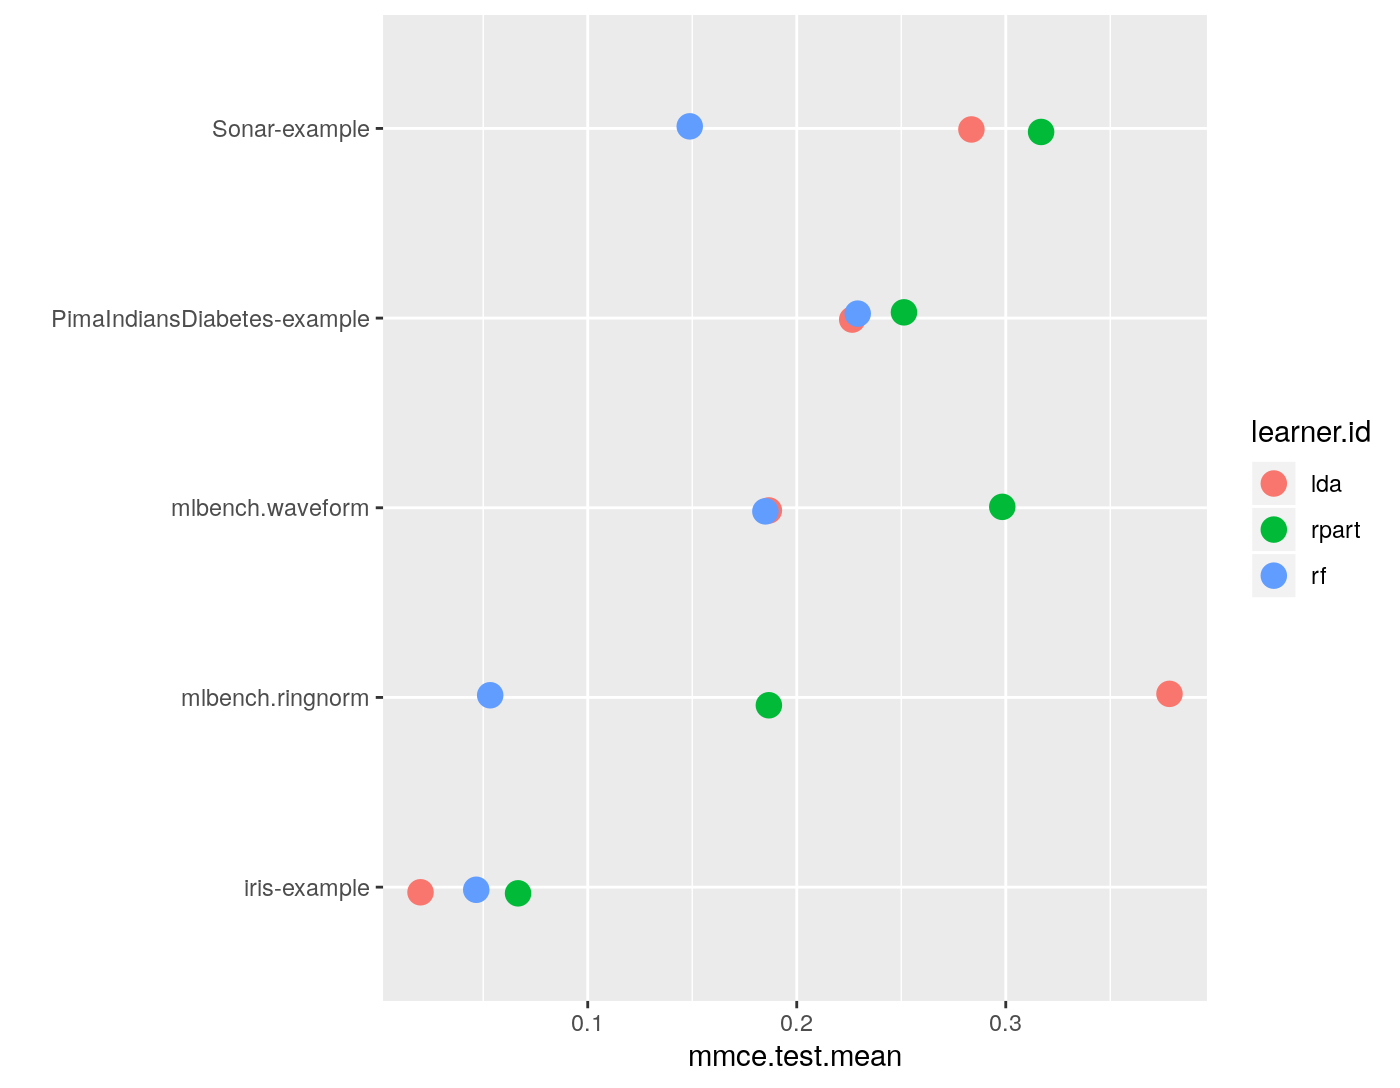 Sonar-example
PimaIndiansDiabetes-example
mlbench.waveform
mlbench.ringnorm
iris-example
0.1 0.2 0.3
mmce.test.mean
learner.id
lda
rpart
rf